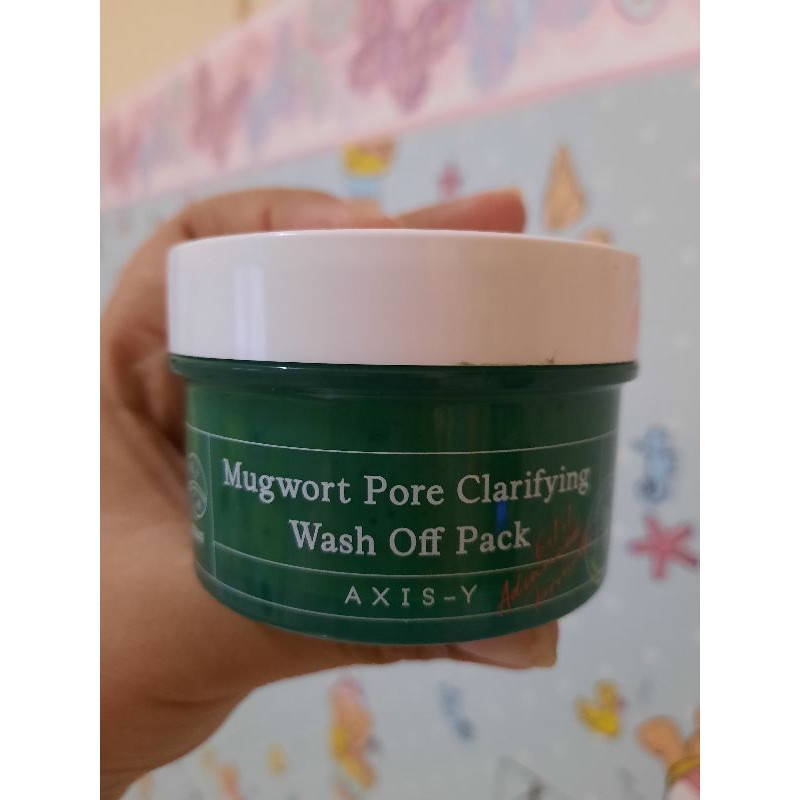 Mugwort Pore Clarifying
Wash Off Pack
AXIS-Y